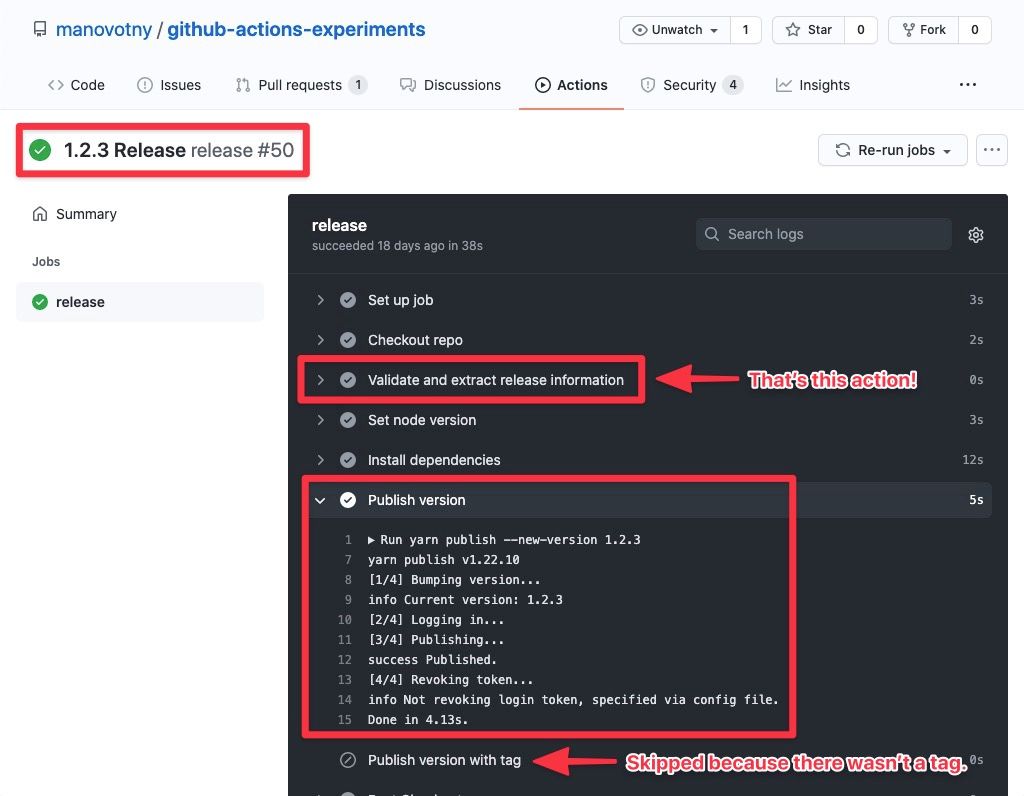 manovotny / github-actions-experiments
Unwatch 1 Star 0 Fork 0
Code Issues Pull requests 1 Discussions Actions Security 4 Insights ...
1.2.3 Release release #50
Re-run jobs ...
Summary
Jobs
release
release
succeeded 18 days ago in 38s
Search logs
Set up job 3s
Checkout repo 2s
Validate and extract release information That's this action! 0s
Set node version 3s
Install dependencies 12s
Publish version 5s
1 ▶ Run yarn publish --new-version 1.2.3
7 yarn publish v1.22.10
8 [1/4] Bumping version...
9 info Current version: 1.2.3
10 [2/4] Logging in...
11 [3/4] Publishing...
12 success Published.
13 [4/4] Revoking token...
14 info Not revoking login token, specified via config file.
15 Done in 4.13s.
Publish version with tag Skipped because there wasn't a tag. 0s